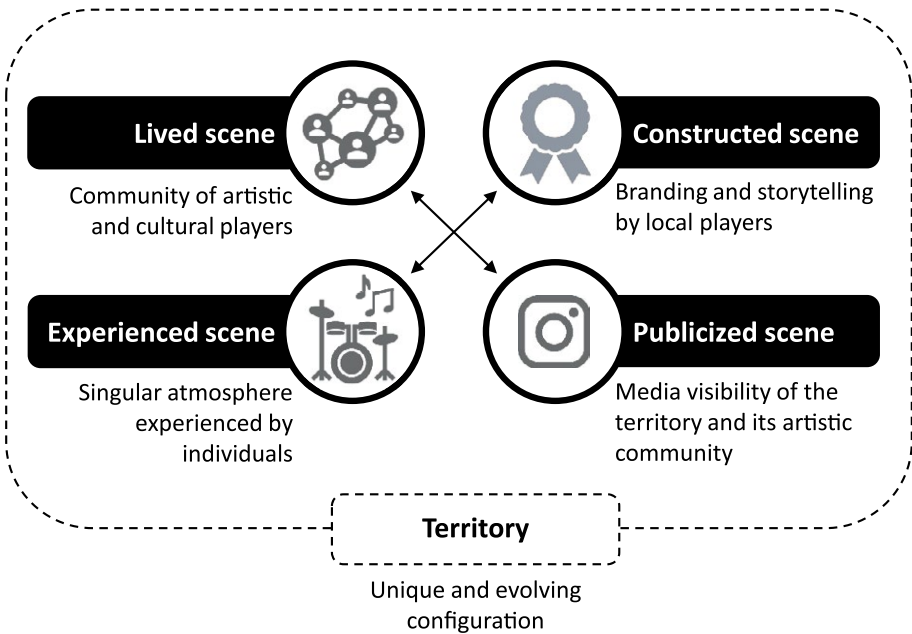 Lived scene
Community of artistic
and cultural players
Constructed scene
Branding and storytelling
by local players
Experienced scene
Singular atmosphere
experienced by
individuals
Publicized scene
Media visibility of the
territory and its artistic
community
Territory
Unique and evolving
configuration